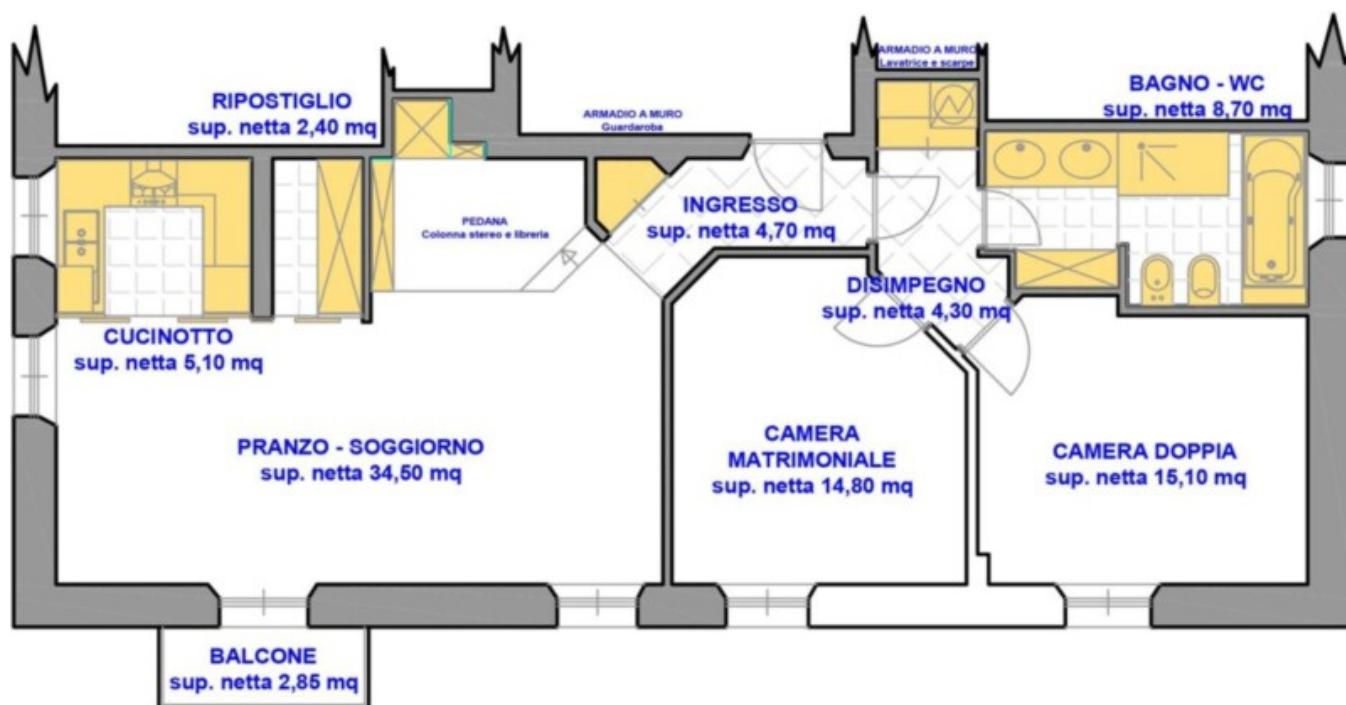 ARMADIO A MURO
Lavatrice e scarpe
BAGNO - WC
sup. netta 8,70 mq
RIPOSTIGLIO
sup. netta 2,40 mq
ARMADIO A MURO
Guardaroba
INGRESSO
sup. netta 4,70 mq
PEDANA
Colonna stereo e libreria
DISIMPEGNO
sup. netta 4,30 mq
CUCINOTTO
sup. netta 5,10 mq
PRANZO - SOGGIORNO
sup. netta 34,50 mq
CAMERA
MATRIMONIALE
sup. netta 14,80 mq
CAMERA DOPPIA
sup. netta 15,10 mq
BALCONE
sup. netta 2,85 mq